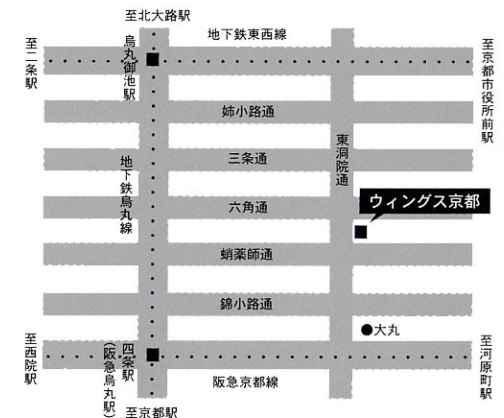 至北大路駅
地下鉄東西線
至二条駅
烏丸御池駅
至京都市役所前駅
姉小路通
三条通
東洞院通
地下鉄烏丸線
六角通
ウィングス京都
蛸薬師通
錦小路通
大丸
至西院駅
四条駅
(阪急烏丸駅)
阪急京都線
至河原町駅
至京都駅